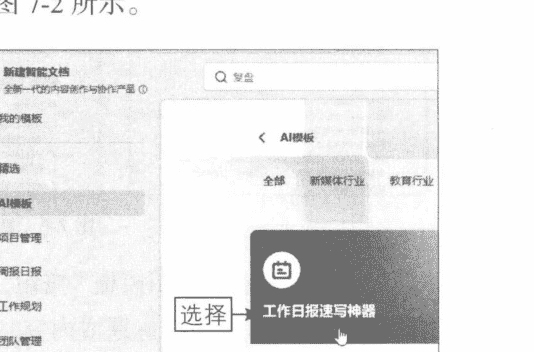 图 7-2 所示。
新建智能文档
全新一代的内容创作与协作产品
复盘
我的模板
AI模板
精选
全部 新媒体行业 教育行业
AI模板
项目管理
周报日报
工作规划
选择
工作日报速写神器
团队管理